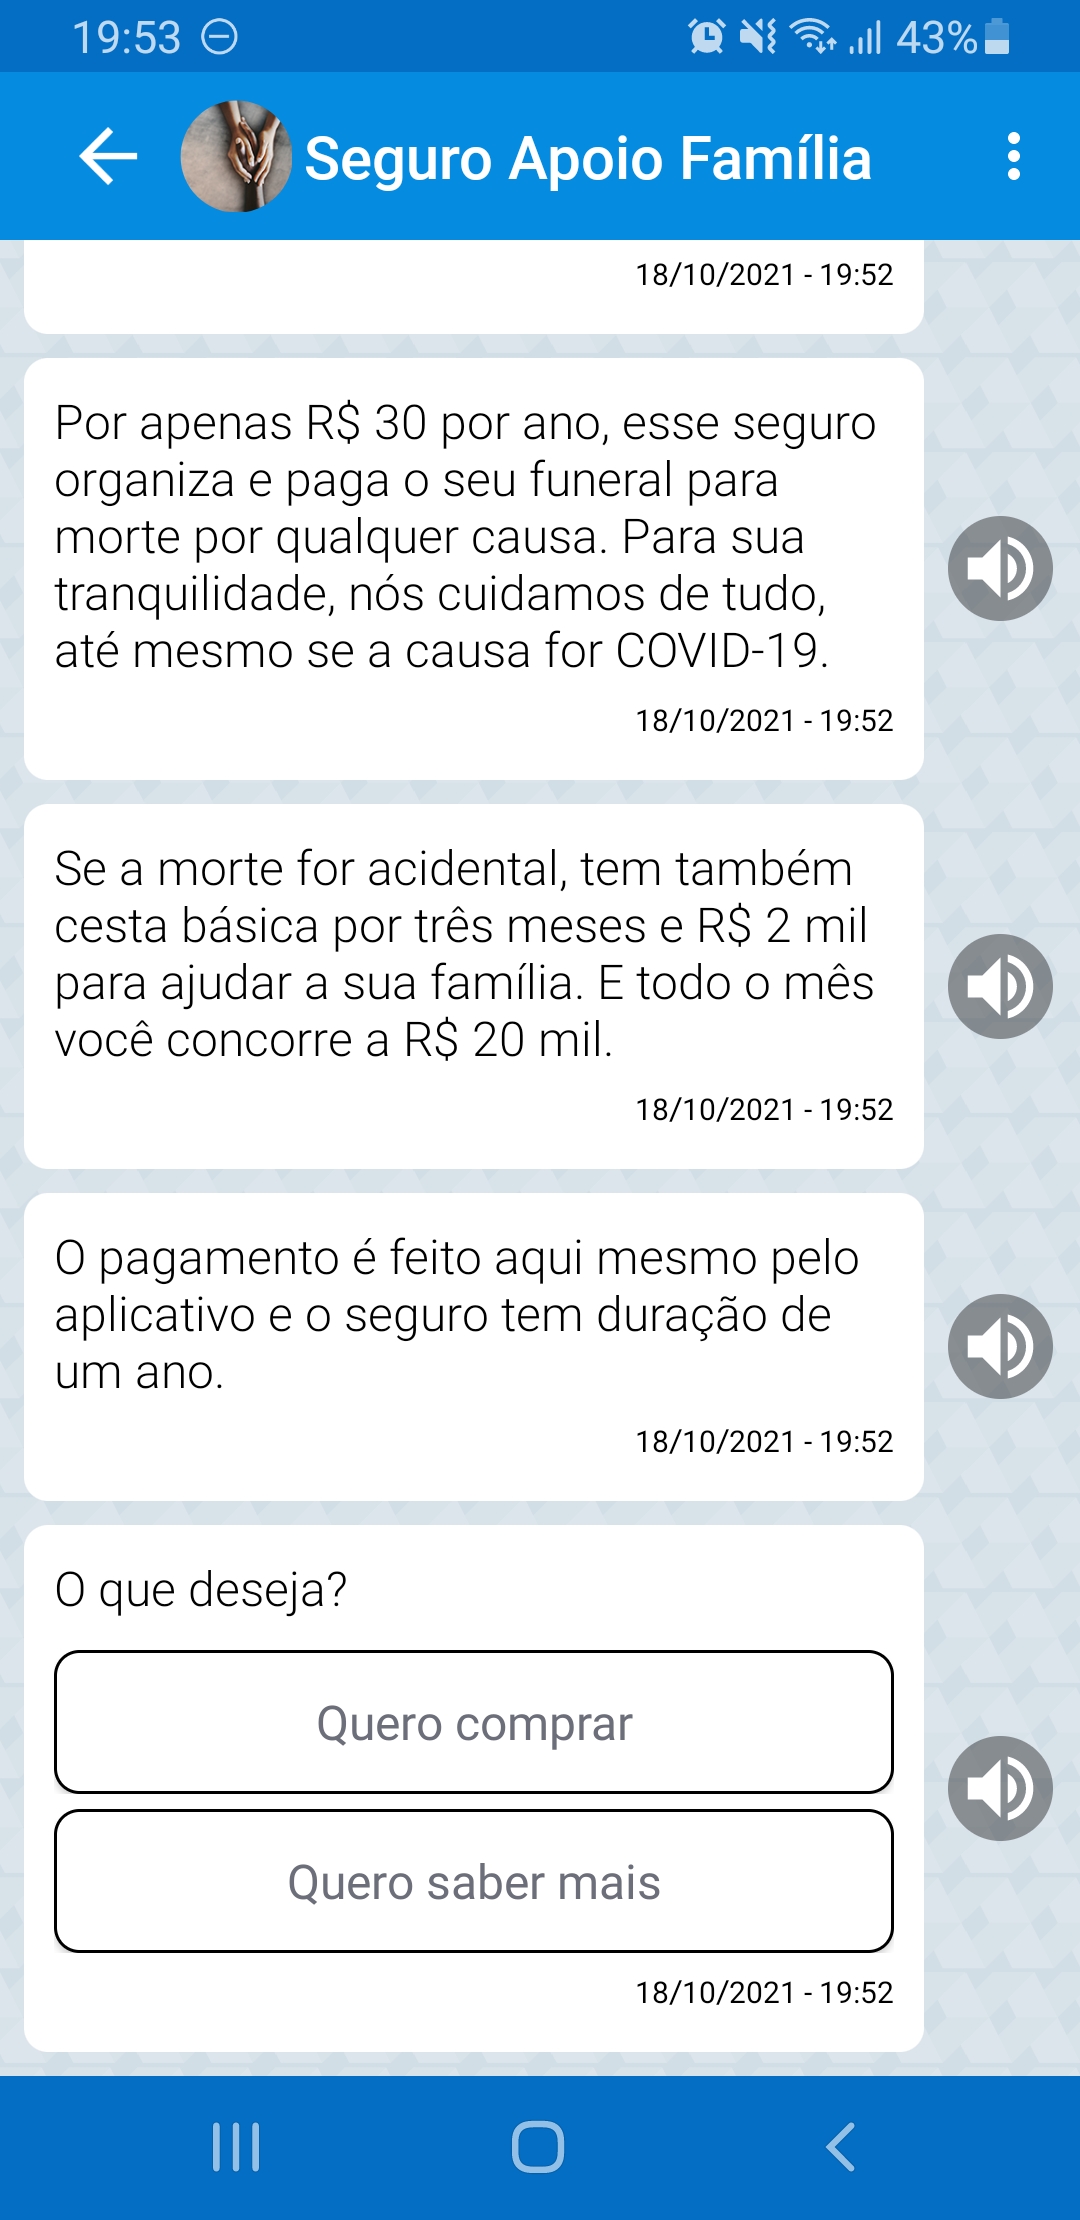 19:53
43%
Seguro Apoio Família
18/10/2021 - 19:52
Por apenas R$ 30 por ano, esse seguro
organiza e paga o seu funeral para
morte por qualquer causa. Para sua
tranquilidade, nós cuidamos de tudo,
até mesmo se a causa for COVID-19.
18/10/2021 - 19:52
Se a morte for acidental, tem também
cesta básica por três meses e R$ 2 mil
para ajudar a sua família. E todo o mês
você concorre a R$ 20 mil.
18/10/2021 - 19:52
O pagamento é feito aqui mesmo pelo
aplicativo e o seguro tem duração de
um ano.
18/10/2021 - 19:52
O que deseja?
Quero comprar
Quero saber mais
18/10/2021 - 19:52